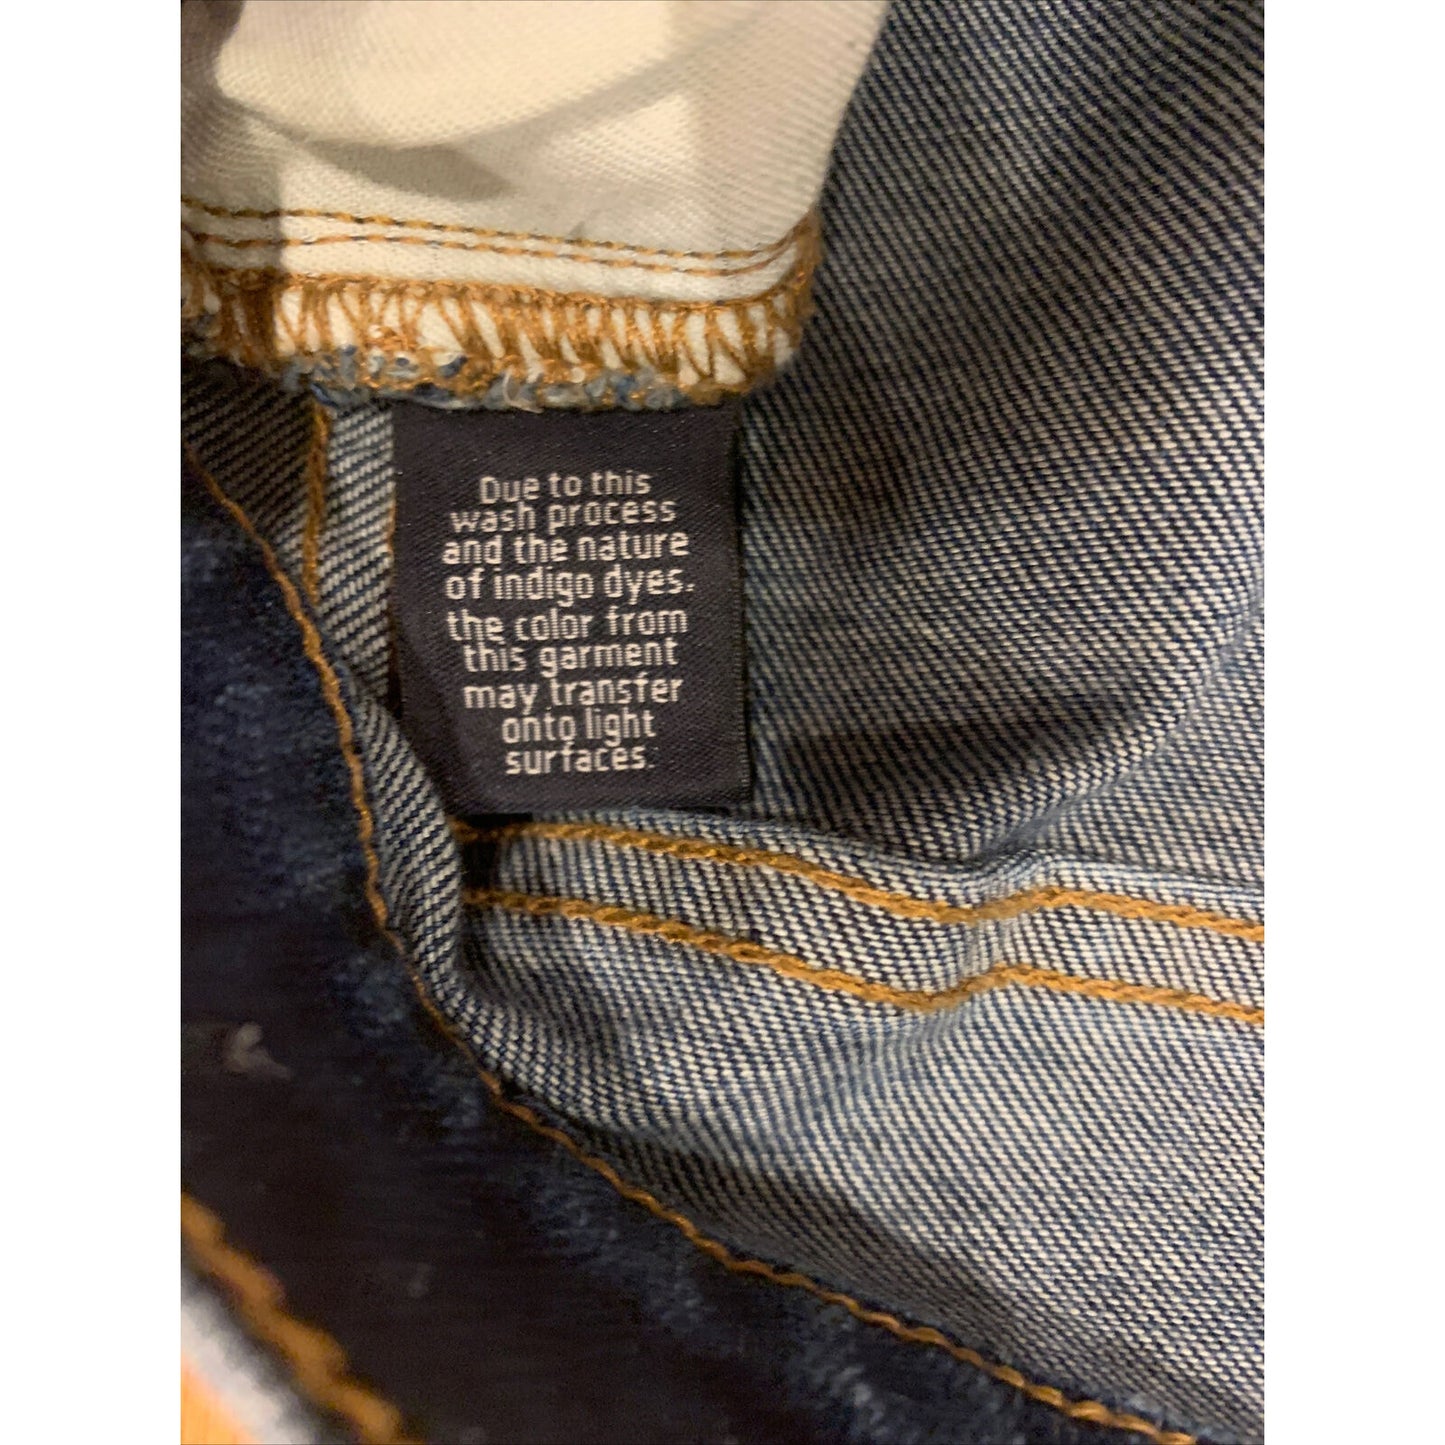 Due to this
wash process
and the nature
of indigo dyes.
the color from
this garment
may transfer
onto light
surfaces.